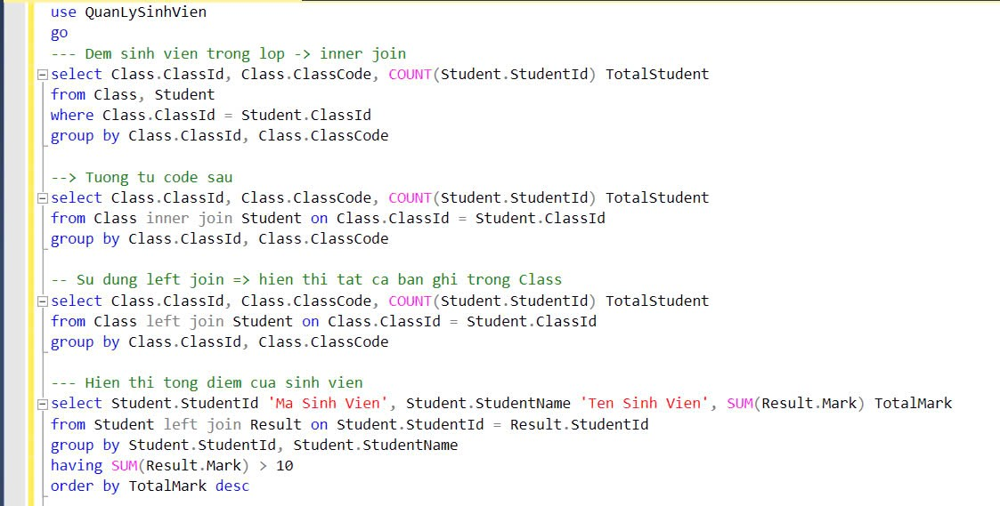 use QuanLySinhVien
go
--- Dem sinh vien trong lop -> inner join
select Class.ClassId, Class.ClassCode, COUNT(Student.StudentId) TotalStudent
from Class, Student
where Class.ClassId = Student.ClassId
group by Class.ClassId, Class.ClassCode
--> Tuong tu code sau
select Class.ClassId, Class.ClassCode, COUNT(Student.StudentId) TotalStudent
from Class inner join Student on Class.ClassId = Student.ClassId
group by Class.ClassId, Class.ClassCode
-- Su dung left join => hien thi tat ca ban ghi trong Class
select Class.ClassId, Class.ClassCode, COUNT(Student.StudentId) TotalStudent
from Class left join Student on Class.ClassId = Student.ClassId
group by Class.ClassId, Class.ClassCode
--- Hien thi tong diem cua sinh vien
select Student.StudentId 'Ma Sinh Vien', Student.StudentName 'Ten Sinh Vien', SUM(Result.Mark) TotalMark
from Student left join Result on Student.StudentId = Result.StudentId
group by Student.StudentId, Student.StudentName
having SUM(Result.Mark) > 10
order by TotalMark desc